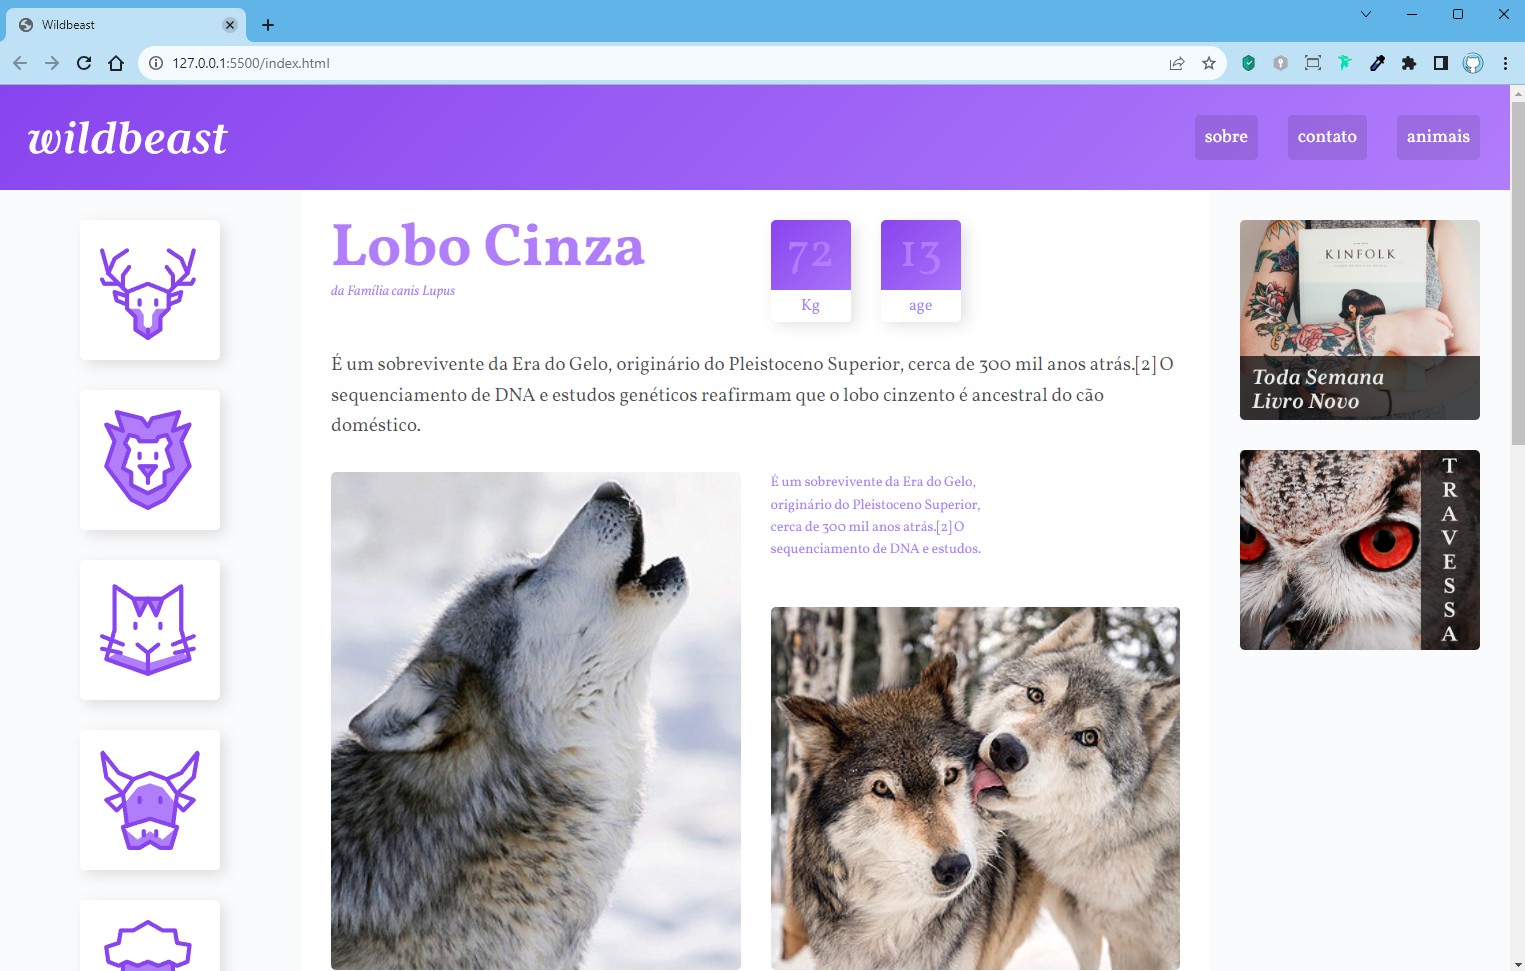 Wildbeast
127.0.0.1:5500/index.html
wildbeast
sobre
contato
animais
Lobo Cinza
da Família canis Lupus
72
Kg
13
age
É um sobrevivente da Era do Gelo, originário do Pleistoceno Superior, cerca de 300 mil anos atrás.[2] O
sequenciamento de DNA e estudos genéticos reafirmam que o lobo cinzento é ancestral do cão
doméstico.
É um sobrevivente da Era do Gelo,
originário do Pleistoceno Superior,
cerca de 300 mil anos atrás.[2] O
sequenciamento de DNA e estudos.
KINFOLK
Toda Semana
Livro Novo
TRAVESSA